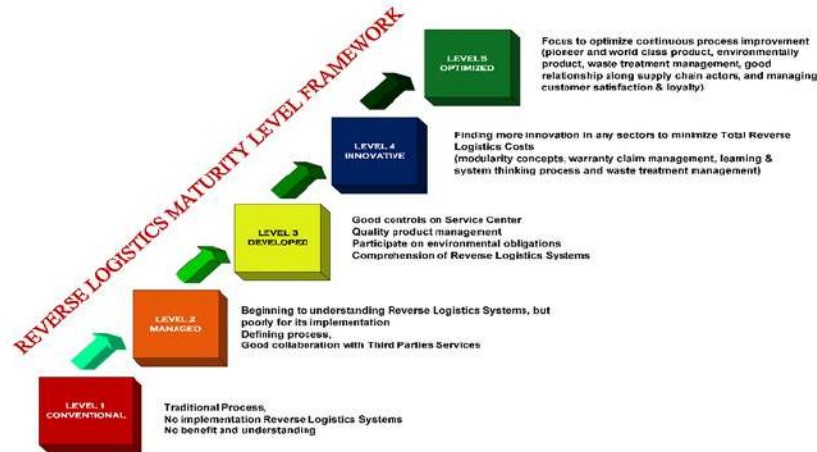 REVERSE LOGISTICS MATURITY LEVEL FRAMEWORK
LEVEL 5
OPTIMIZED
Focus to optimize continuous process improvement
(pioneer and world class product, environmentally
product, waste treatment management, good
relationship along supply chain actors, and managing
customer satisfaction & loyalty)
LEVEL 4
INNOVATIVE
Finding more innovation in any sectors to minimize Total Reverse
Logistics Costs
(modularity concepts, warranty claim management, learning &
system thinking process and waste treatment management)
LEVEL 3
DEVELOPED
Good controls on Service Center
Quality product management
Participate on environmental obligations
Comprehension of Reverse Logistics Systems
LEVEL 2
MANAGED
Beginning to understanding Reverse Logistics Systems, but
poorly for its implementation
Defining process,
Good collaboration with Third Parties Services
LEVEL 1
CONVENTIONAL
Traditional Process,
No implementation Reverse Logistics Systems
No benefit and understanding